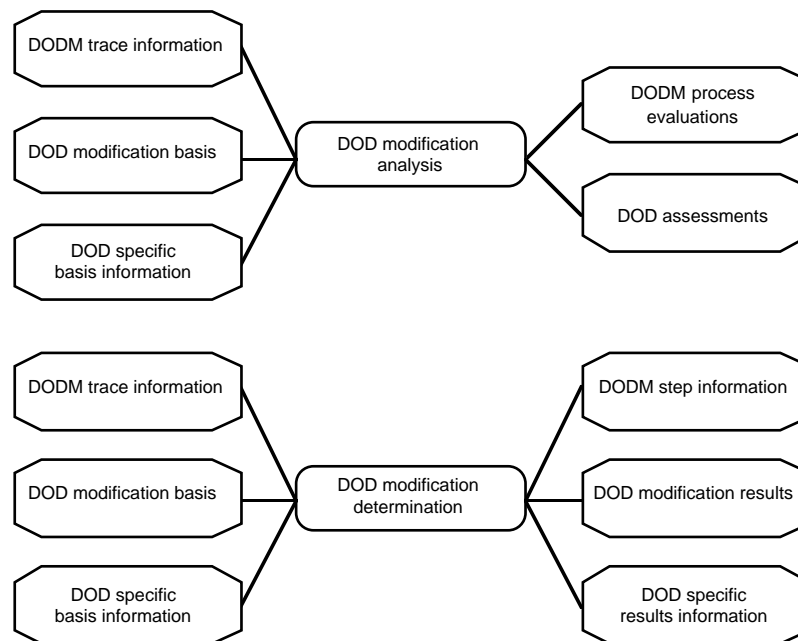 DODM trace information
DOD modification basis
DOD specific
basis information
DOD modification
analysis
DODM process
evaluations
DOD assessments
DODM trace information
DOD modification basis
DOD specific
basis information
DOD modification
determination
DODM step information
DOD modification results
DOD specific
results information